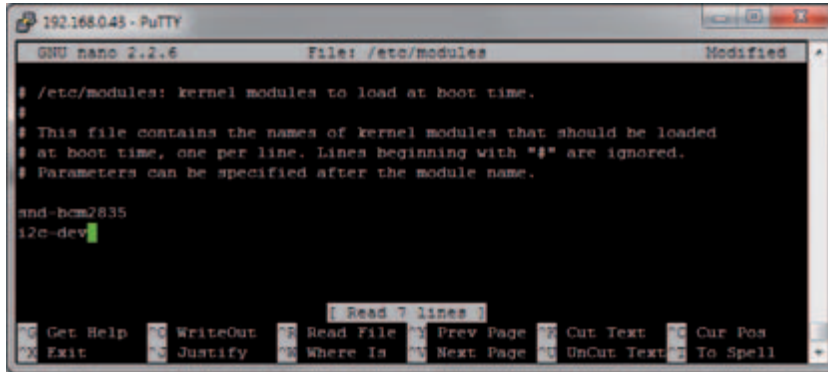 192.168.0.45 - PuTTY
GNU nano 2.2.6 File: /etc/modules Modified
# /etc/modules: kernel modules to load at boot time.
#
# This file contains the names of kernel modules that should be loaded
# at boot time, one per line. Lines beginning with "#" are ignored.
# Parameters can be specified after the module name.
snd-bcm2835
i2c-dev
[ Read 7 lines ]
^G Get Help ^O WriteOut ^R Read File ^Y Prev Page ^K Cut Text ^C Cur Pos
^X Exit ^J Justify ^W Where Is ^V Next Page ^U UnCut Text ^T To Spell